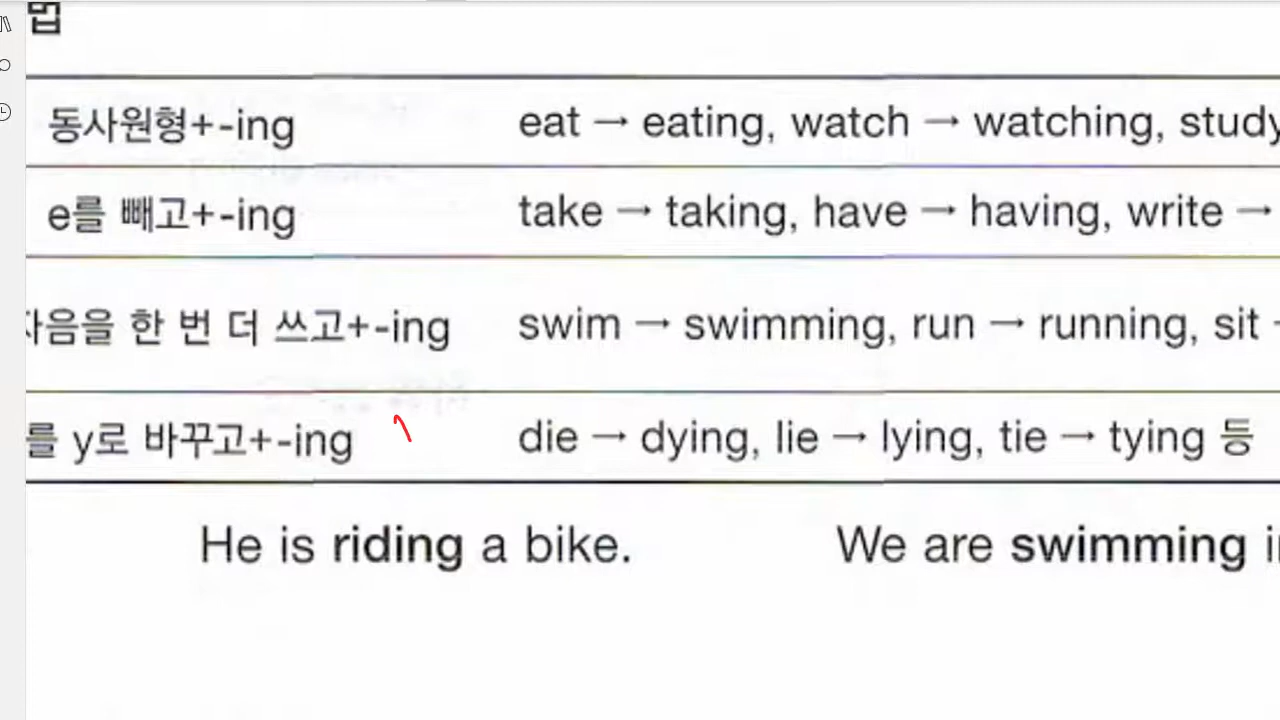 법
동사원형+-ing eat → eating, watch → watching, study
e를 빼고+-ing take → taking, have → having, write →
자음을 한 번 더 쓰고+-ing swim → swimming, run → running, sit
를 y로 바꾸고+-ing die → dying, lie → lying, tie → tying 등
He is riding a bike. We are swimming